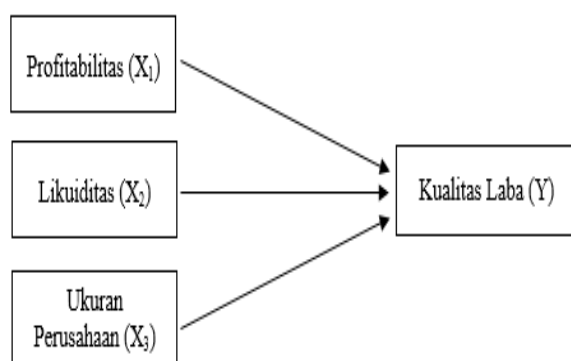 Profitabilitas (X₁)
Likuiditas (X₂)
Kualitas Laba (Y)
Ukuran
Perusahaan (X₃)